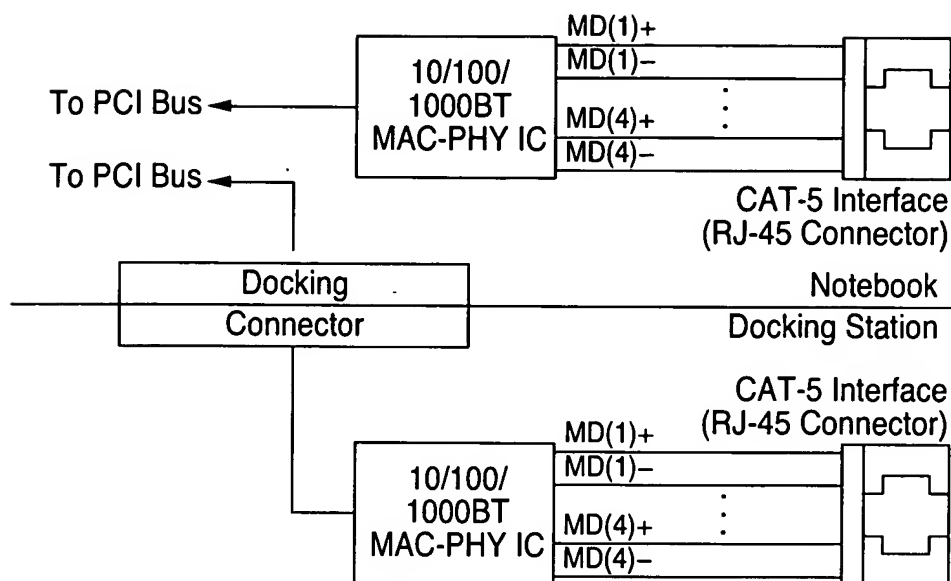 MD(1)+
MD(1)–
10/100/
1000BT
MAC-PHY IC
To PCI Bus
MD(4)+
MD(4)–
To PCI Bus
CAT-5 Interface
(RJ-45 Connector)
Docking
Notebook
Connector
Docking Station
CAT-5 Interface
(RJ-45 Connector)
MD(1)+
MD(1)–
10/100/
1000BT
MAC-PHY IC
MD(4)+
MD(4)–